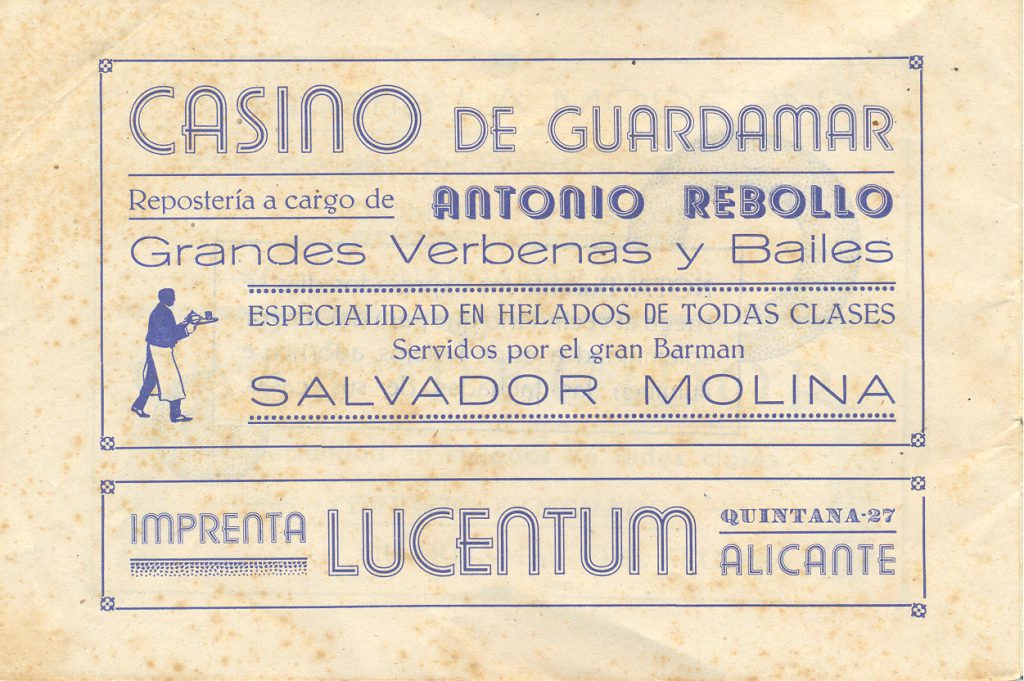 CASINO DE GUARDAMAR
Repostería a cargo de ANTONIO REBOLLO
Grandes Verbenas y Bailes
ESPECIALIDAD EN HELADOS DE TODAS CLASES
Servidos por el gran Barman
SALVADOR MOLINA
IMPRENTA LUCENTUM QUINTANA-27
ALICANTE